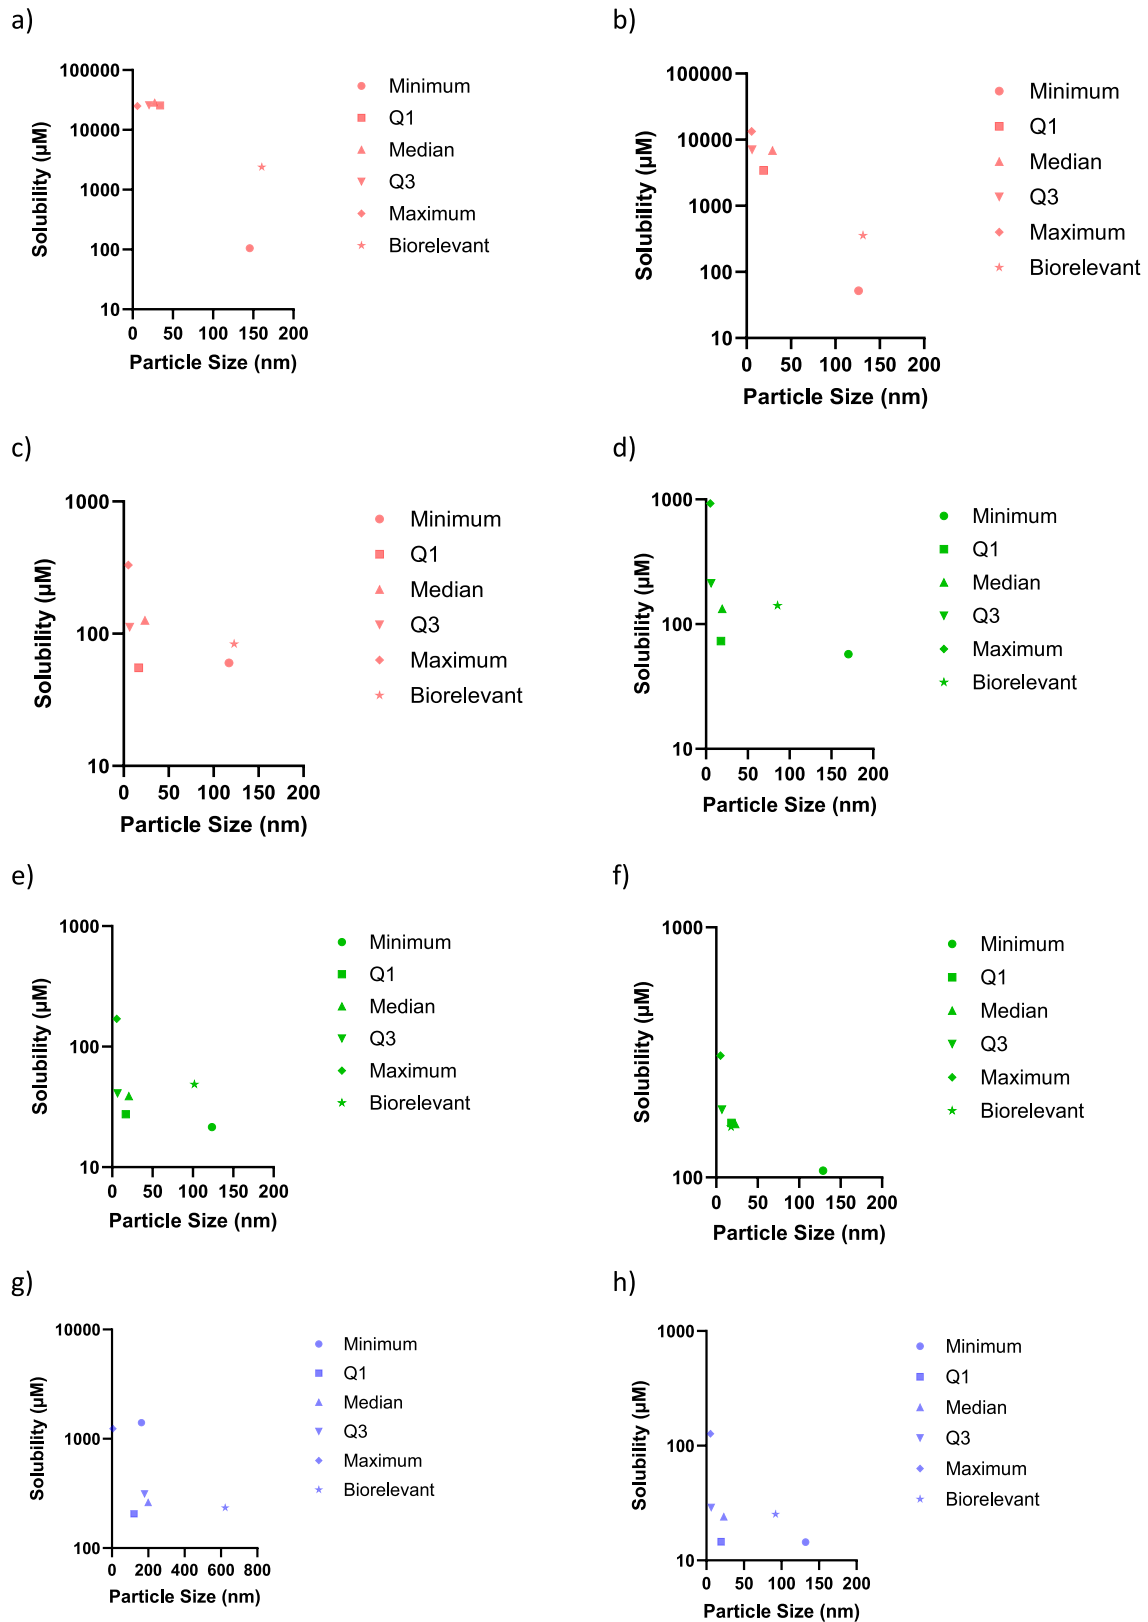 a)
100000
10000
1000
100
10
0 50 100 150 200
Solubility (µM)
Particle Size (nm)
Minimum
Q1
Median
Q3
Maximum
Biorelevant
b)
100000
10000
1000
100
10
0 50 100 150 200
Solubility (µM)
Particle Size (nm)
Minimum
Q1
Median
Q3
Maximum
Biorelevant
c)
1000
100
10
0 50 100 150 200
Solubility (µM)
Particle Size (nm)
Minimum
Q1
Median
Q3
Maximum
Biorelevant
d)
1000
100
10
0 50 100 150 200
Solubility (µM)
Particle Size (nm)
Minimum
Q1
Median
Q3
Maximum
Biorelevant
e)
1000
100
10
0 50 100 150 200
Solubility (µM)
Particle Size (nm)
Minimum
Q1
Median
Q3
Maximum
Biorelevant
f)
1000
100
0 50 100 150 200
Solubility (µM)
Particle Size (nm)
Minimum
Q1
Median
Q3
Maximum
Biorelevant
g)
10000
1000
100
0 200 400 600 800
Solubility (µM)
Particle Size (nm)
Minimum
Q1
Median
Q3
Maximum
Biorelevant
h)
1000
100
10
0 50 100 150 200
Solubility (µM)
Particle Size (nm)
Minimum
Q1
Median
Q3
Maximum
Biorelevant